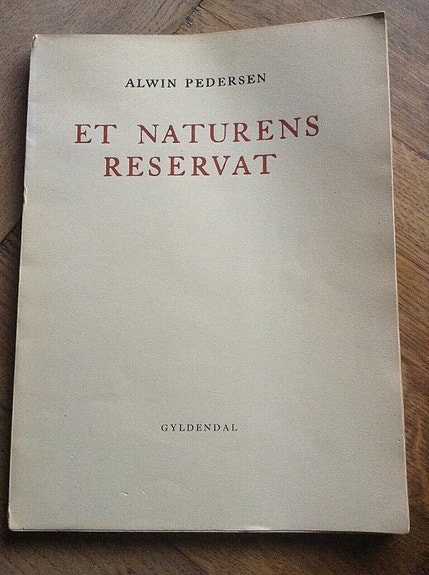 ALWIN PEDERSEN
ET NATURENS
RESERVAT
GYLDENDAL